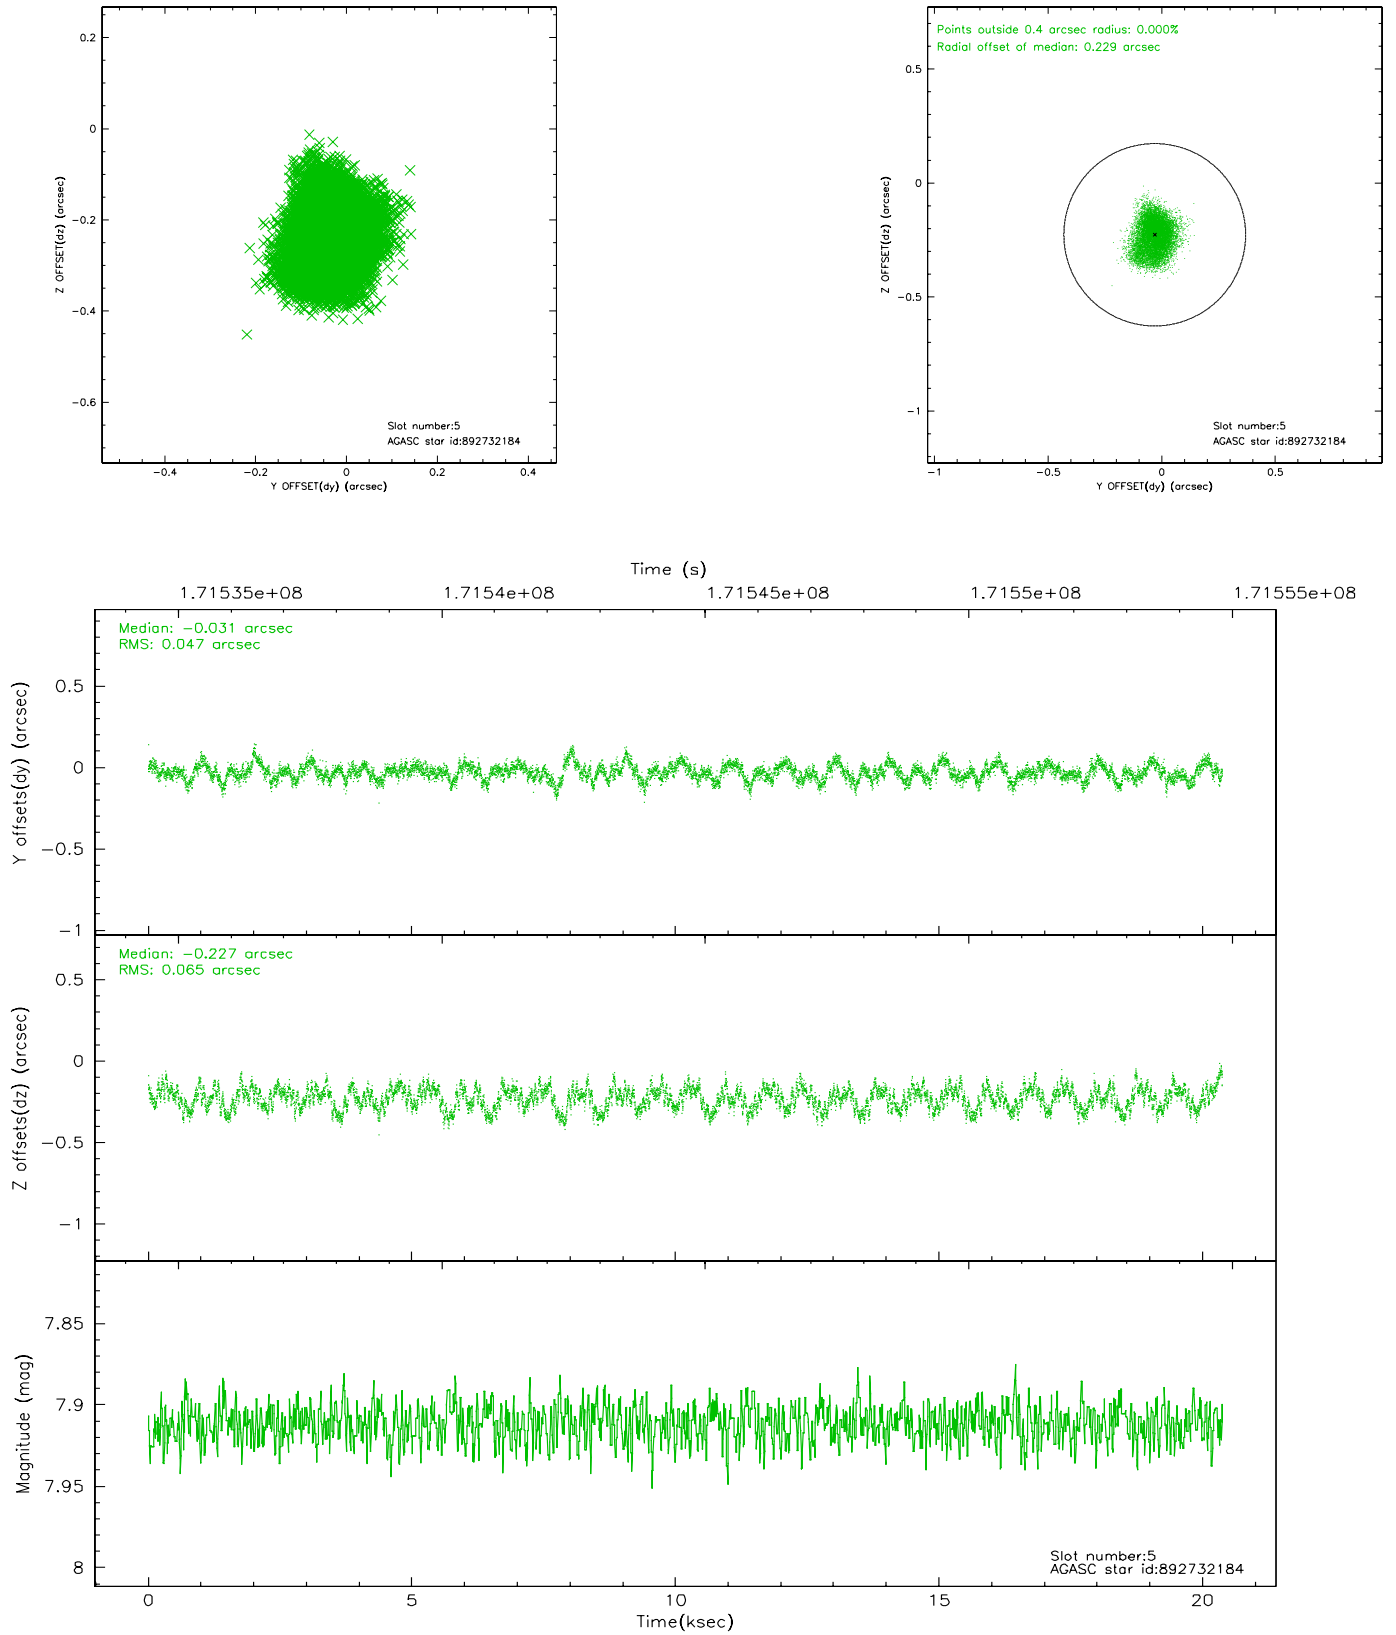 0.2
0
−0.2
−0.4
−0.6
Z OFFSET(dz) (arcsec)
Slot number:5
AGASC star id:892732184
−0.4 −0.2 0 0.2 0.4
Y OFFSET(dy) (arcsec)
Points outside 0.4 arcsec radius: 0.000%
Radial offset of median: 0.229 arcsec
0.5
0
−0.5
−1
Z OFFSET(dz) (arcsec)
Slot number:5
AGASC star id:892732184
−1 −0.5 0 0.5
Y OFFSET(dy) (arcsec)
Time (s)
1.71535e+08 1.7154e+08 1.71545e+08 1.7155e+08 1.71555e+08
Median: −0.031 arcsec
RMS: 0.047 arcsec
0.5
0
−0.5
−1
Y offsets(dy) (arcsec)
Median: −0.227 arcsec
RMS: 0.065 arcsec
0.5
0
−0.5
−1
Z offsets(dz) (arcsec)
7.85
7.9
7.95
8
Magnitude (mag)
Slot number:5
AGASC star id:892732184
0 5 10 15 20
Time(ksec)